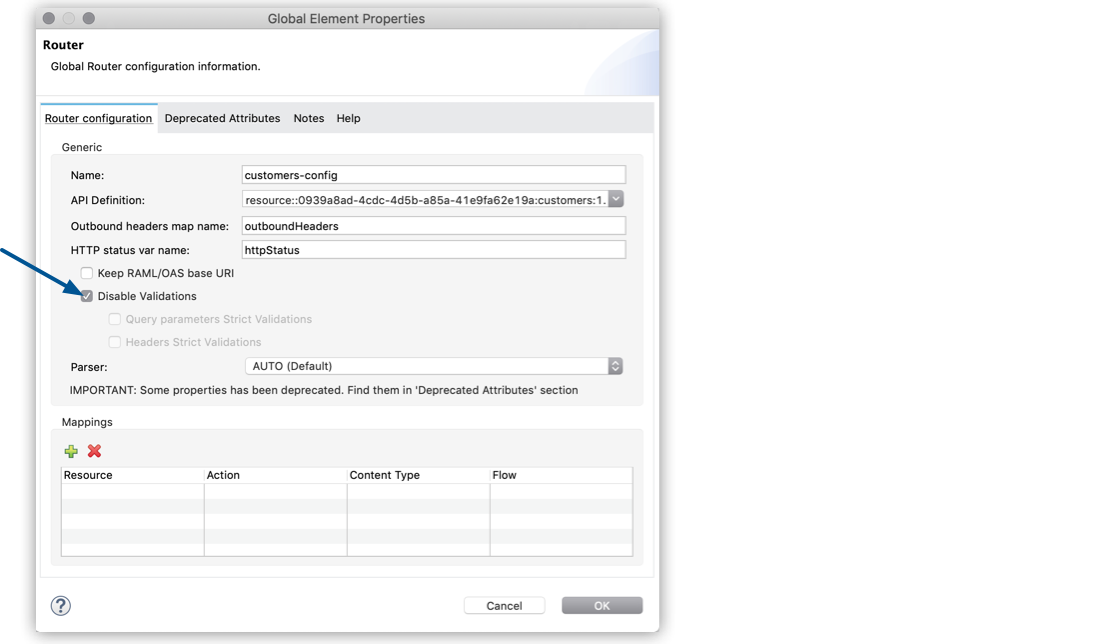 Global Element Properties
Router
Global Router configuration information.
Router configuration Deprecated Attributes Notes Help
Generic
Name: customers-config
API Definition: resource::0939a8ad-4cdc-4d5b-a85a-41e9fa62e19a:customers:1.
Outbound headers map name: outboundHeaders
HTTP status var name: httpStatus
Keep RAML/OAS base URI
Disable Validations
Query parameters Strict Validations
Headers Strict Validations
Parser: AUTO (Default)
IMPORTANT: Some properties has been deprecated. Find them in 'Deprecated Attributes' section
Mappings
Resource Action Content Type Flow
? Cancel OK